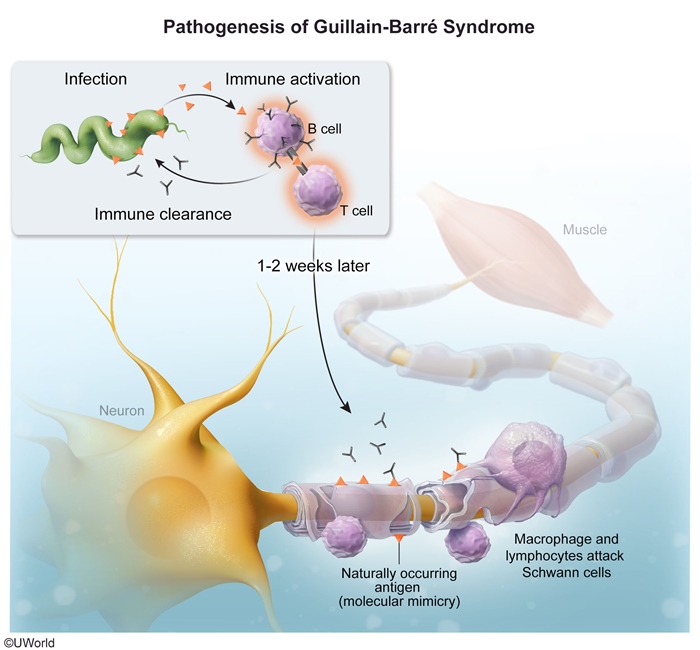 Pathogenesis of Guillain-Barré Syndrome
Infection
Immune activation
B cell
T cell
Immune clearance
1-2 weeks later
Muscle
Neuron
Naturally occurring
antigen
(molecular mimicry)
Macrophage and
lymphocytes attack
Schwann cells
©UWorld